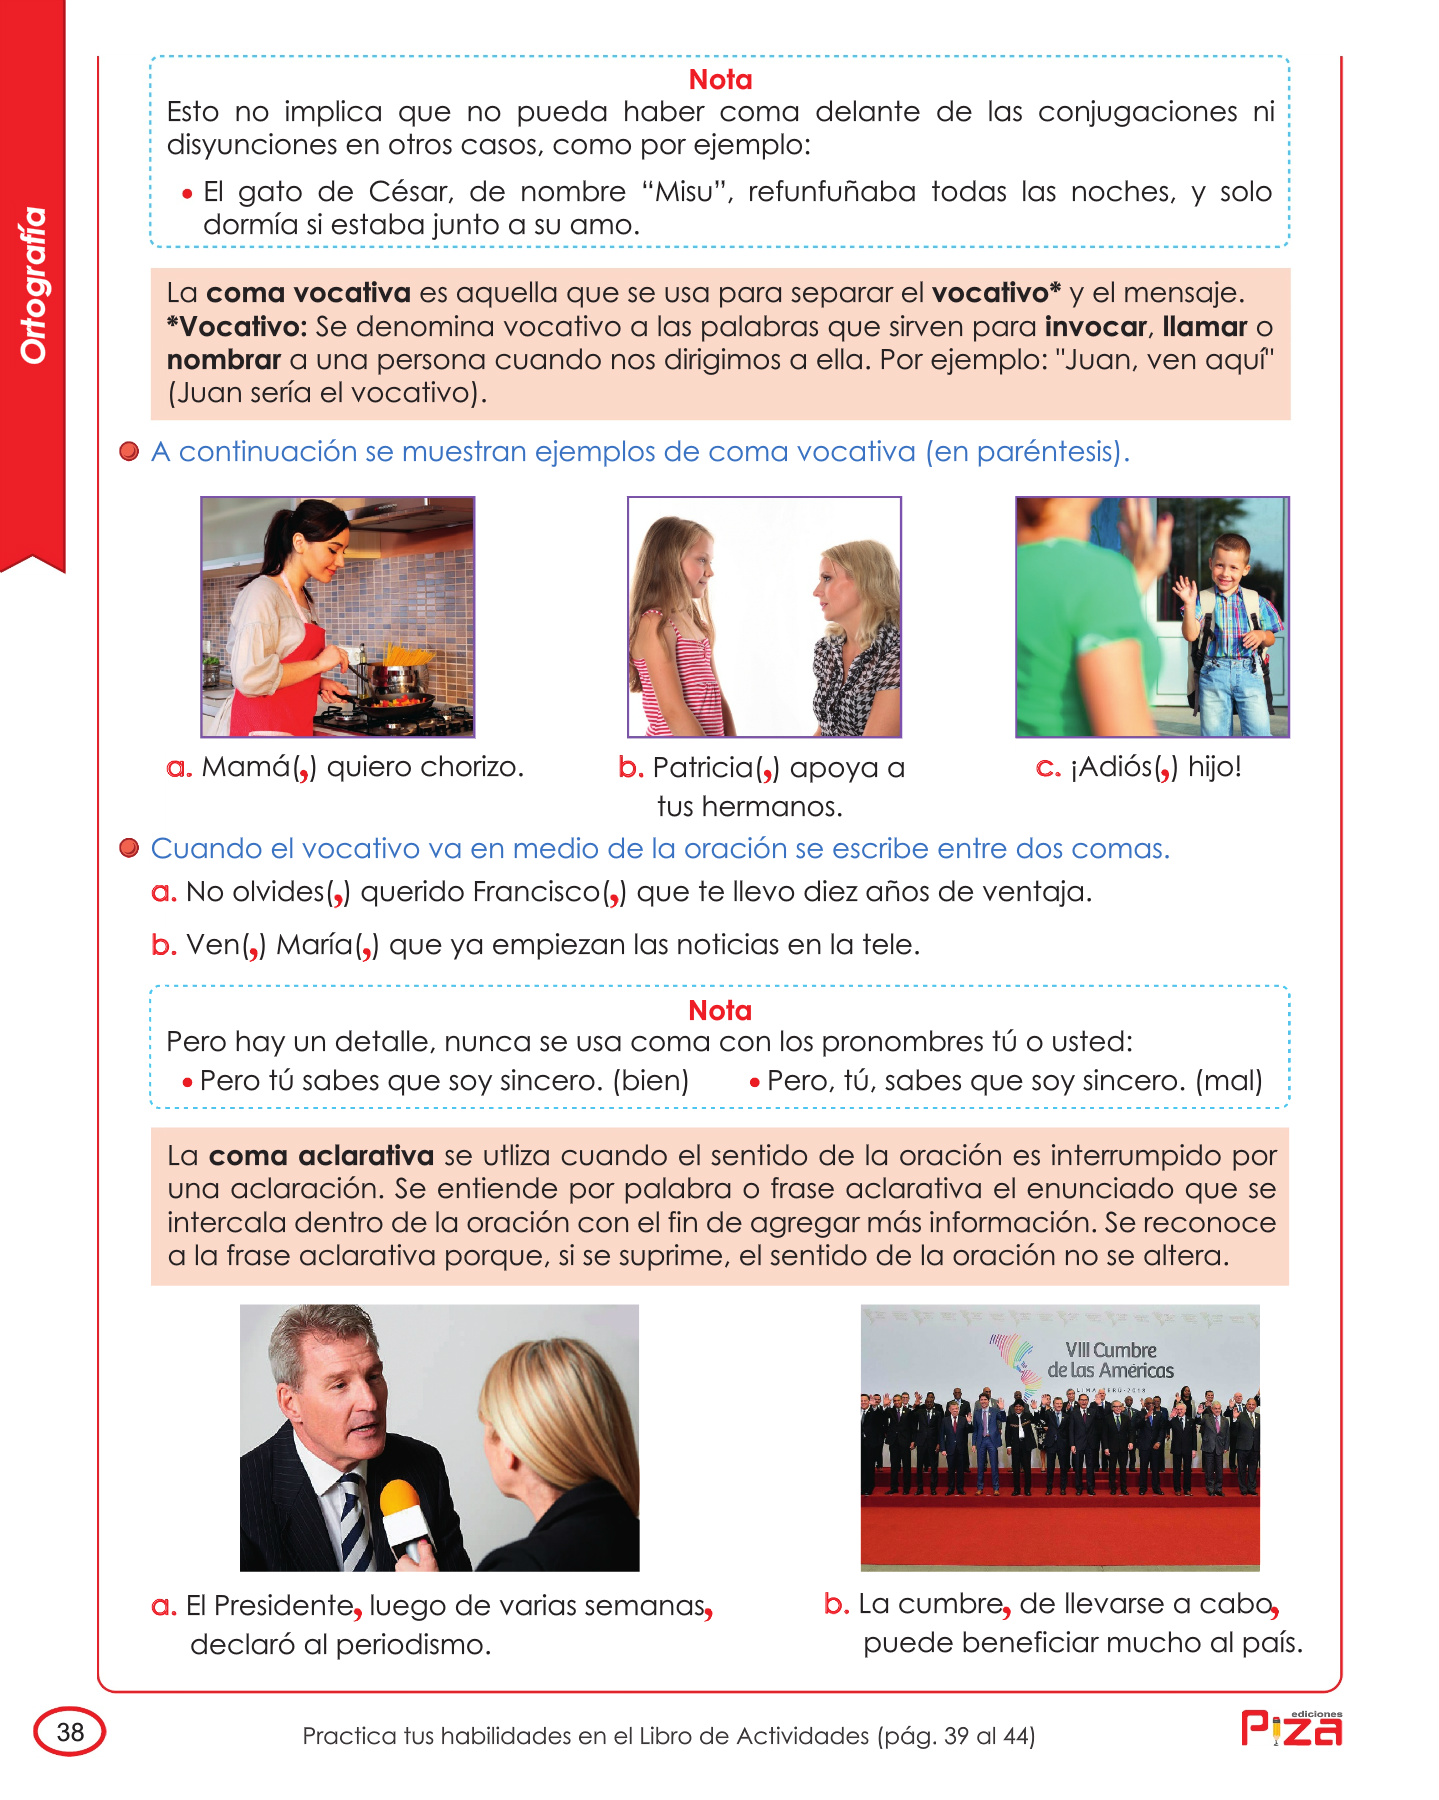 Ortografía
Nota
Esto no implica que no pueda haber coma delante de las conjugaciones ni
disyunciones en otros casos, como por ejemplo:
• El gato de César, de nombre “Misu”, refunfuñaba todas las noches, y solo
dormía si estaba junto a su amo.
La coma vocativa es aquella que se usa para separar el vocativo* y el mensaje.
*Vocativo: Se denomina vocativo a las palabras que sirven para invocar, llamar o
nombrar a una persona cuando nos dirigimos a ella. Por ejemplo: "Juan, ven aquí"
(Juan sería el vocativo).
A continuación se muestran ejemplos de coma vocativa (en paréntesis).
a. Mamá(,) quiero chorizo.
b. Patricia(,) apoya a
tus hermanos.
c. ¡Adiós(,) hijo!
Cuando el vocativo va en medio de la oración se escribe entre dos comas.
a. No olvides(,) querido Francisco(,) que te llevo diez años de ventaja.
b. Ven(,) María(,) que ya empiezan las noticias en la tele.
Nota
Pero hay un detalle, nunca se usa coma con los pronombres tú o usted:
• Pero tú sabes que soy sincero. (bien) • Pero, tú, sabes que soy sincero. (mal)
La coma aclarativa se utliza cuando el sentido de la oración es interrumpido por
una aclaración. Se entiende por palabra o frase aclarativa el enunciado que se
intercala dentro de la oración con el fin de agregar más información. Se reconoce
a la frase aclarativa porque, si se suprime, el sentido de la oración no se altera.
VIII Cumbre
de las Américas
LIMA PERÚ·2018
a. El Presidente, luego de varias semanas,
declaró al periodismo.
b. La cumbre, de llevarse a cabo,
puede beneficiar mucho al país.
38
Practica tus habilidades en el Libro de Actividades (pág. 39 al 44)
ediciones
Piza